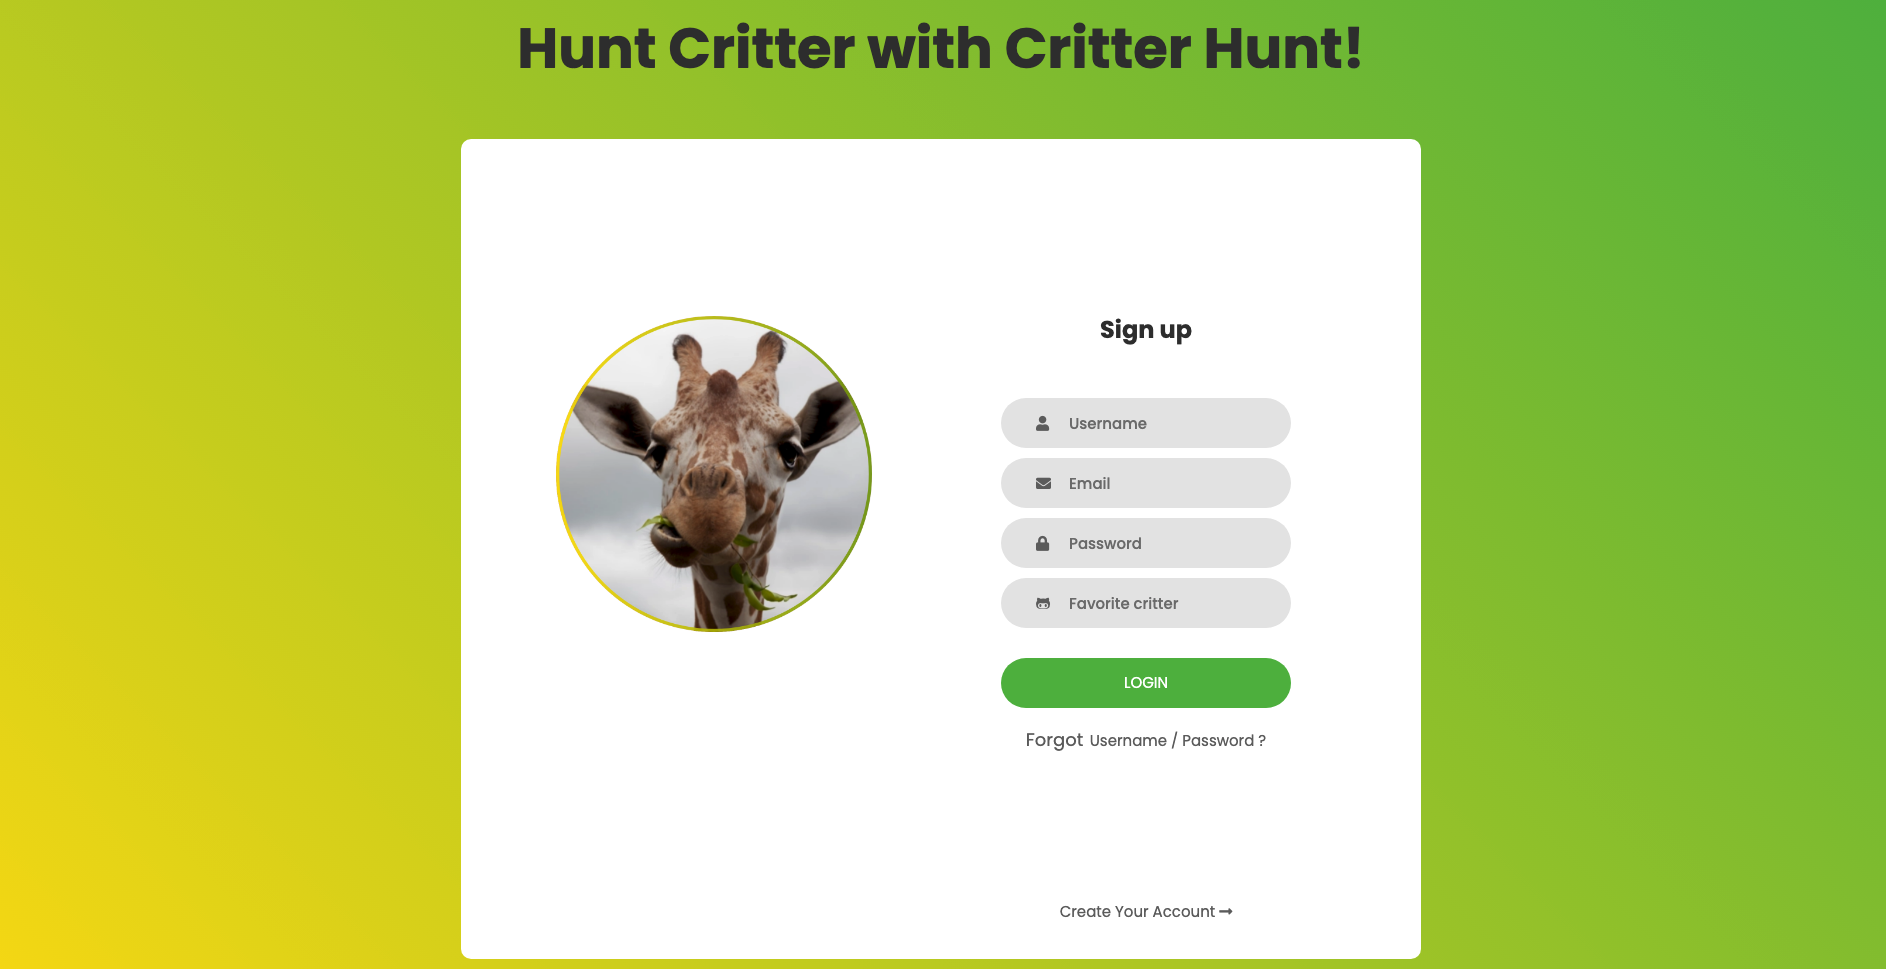 Hunt Critter with Critter Hunt!
Sign up
Username
Email
Password
Favorite critter
LOGIN
Forgot Username / Password ?
Create Your Account